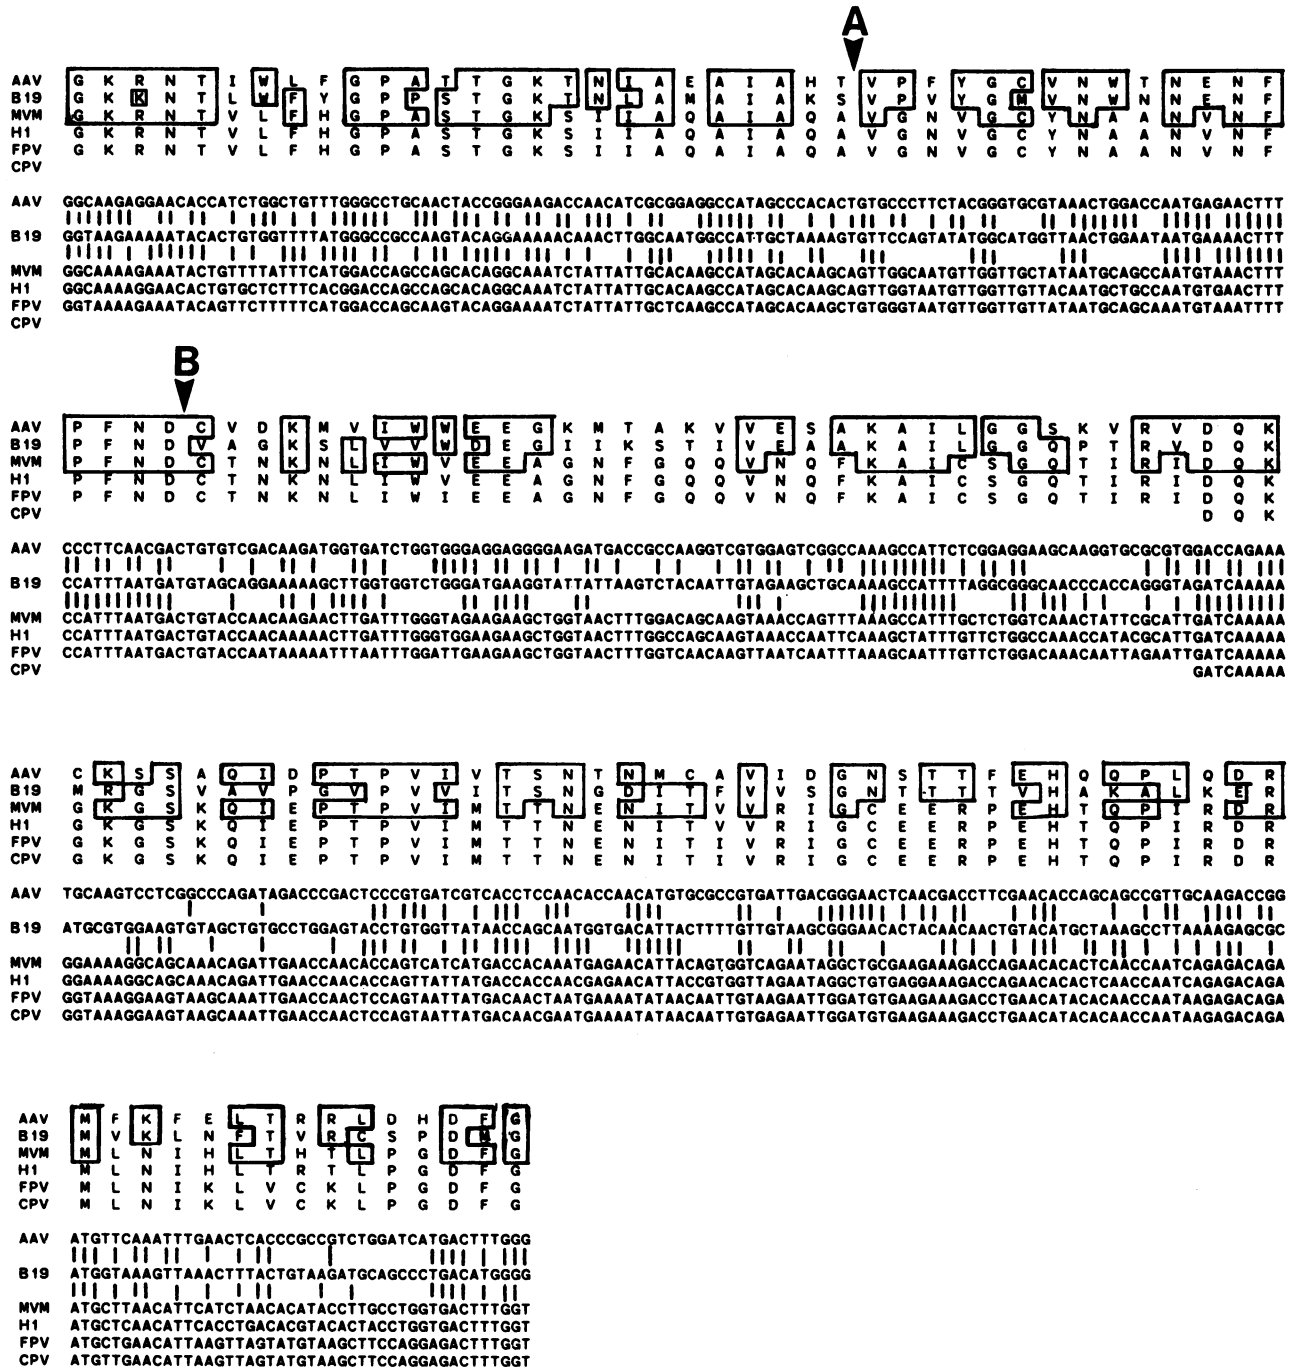 A
AAV G K R N T I W L F G P A T T G K T N I A E A I A H T V P F Y G C V N W T N E N F
B19 G K K N T L W F Y G P P S T G K T N L A M A I A K S V P V Y G M V N W N N E N F
MVM G K R N T V L F H G P A S T G K S I I A Q A I A Q A V G N V G C Y N A A N V N F
H1 G K R N T V L F H G P A S T G K S I I A Q A I A Q A V G N V G C Y N A A N V N F
FPV G K R N T V L F H G P A S T G K S I I A Q A I A Q A V G N V G C Y N A A N V N F
CPV
AAV GGCAAGAGGAACACCATCTGGCTGTTTGGGCCTGCAACTACCGGGAAGACCAACATCGCGGAGGCCATAGCCCACACTGTGCCCTTCTACGGGTGCGTAAACTGGACCAATGAGAACTTT
B19 GGTAAGAAAAATACACTGTGGTTTTATGGGCCGCCAAGTACAGGAAAAACAAACTTGGCAATGGCCATTGCTAAAAGTGTTCCAGTATATGGCATGGTTAACTGGAATAATGAAAACTTT
MVM GGCAAAAGAAATACTGTTTTATTTCATGGACCAGCCAGCACAGGCAAATCTATTATTGCACAAGCCATAGCACAAGCAGTTGGCAATGTTGGTTGCTATAATGCAGCCAATGTAAACTTT
H1 GGCAAAAGGAACACTGTGCTCTTTCACGGACCAGCCAGCACAGGCAAATCTATTATTGCACAAGCCATAGCACAAGCAGTTGGTAATGTTGGTTGTTACAATGCTGCCAATGTGAACTTT
FPV GGTAAAAGAAATACAGTTCTTTTTCATGGACCAGCAAGTACAGGAAAATCTATTATTGCTCAAGCCATAGCACAAGCTGTGGGTAATGTTGGTTGTTATAATGCAGCAAATGTAAATTTT
CPV
B
AAV P F N D C V D K M V I W W E E G K M T A K V V E S A K A I L G G S K V R V D Q K
B19 P F N D V A G K S L V V W D E G I I K S T I V E A A K A I L G G Q P T R V D Q K
MVM P F N D C T N K N L I W V E E A G N F G Q Q V N Q F K A I C S G Q T I R I D Q K
H1 P F N D C T N K N L I W V E E A G N F G Q Q V N Q F K A I C S G Q T I R I D Q K
FPV P F N D C T N K N L I W I E E A G N F G Q Q V N Q F K A I C S G Q T I R I D Q K
CPV D Q K
AAV CCCTTCAACGACTGTGTCGACAAGATGGTGATCTGGTGGGAGGAGGGGAAGATGACCGCCAAGGTCGTGGAGTCGGCCAAAGCCATTCTCGGAGGAAGCAAGGTGCGCGTGGACCAGAAA
B19 CCATTTAATGATGTAGCAGGAAAAAGCTTGGTGGTCTGGGATGAAGGTATTATTAAGTCTACAATTGTAGAAGCTGCAAAAGCCATTTTAGGCGGGCAACCCACCAGGGTAGATCAAAAA
MVM CCATTTAATGACTGTACCAACAAGAACTTGATTTGGGTAGAAGAAGCTGGTAACTTTGGACAGCAAGTAAACCAGTTTAAAGCCATTTGCTCTGGTCAAACTATTCGCATTGATCAAAAA
H1 CCATTTAATGACTGTACCAACAAAAACTTGATTTGGGTGGAAGAAGCTGGTAACTTTGGCCAGCAAGTAAACCAATTCAAAGCTATTTGTTCTGGCCAAACCATACGCATTGATCAAAAA
FPV CCATTTAATGACTGTACCAATAAAAATTTAATTTGGATTGAAGAAGCTGGTAACTTTGGTCAACAAGTTAATCAATTTAAAGCAATTTGTTCTGGACAAACAATTAGAATTGATCAAAAA
CPV GATCAAAAA
AAV C K S S A Q I D P T P V I V T S N T N M C A V I D G N S T T F E H Q Q P L Q D R
B19 M R G S V A V P G V P V V I T S N G D I T F V V S G N T T T T V H A K A L K E R
MVM G K G S K Q I E P T P V I M T T N E N I T V V R I G C E E R P E H T Q P I R D R
H1 G K G S K Q I E P T P V I M T T N E N I T V V R I G C E E R P E H T Q P I R D R
FPV G K G S K Q I E P T P V I M T T N E N I T I V R I G C E E R P E H T Q P I R D R
CPV G K G S K Q I E P T P V I M T T N E N I T I V R I G C E E R P E H T Q P I R D R
AAV TGCAAGTCCTCGGCCCAGATAGACCCGACTCCCGTGATCGTCACCTCCAACACCAACATGTGCGCCGTGATTGACGGGAACTCAACGACCTTCGAACACCAGCAGCCGTTGCAAGACCGG
B19 ATGCGTGGAAGTGTAGCTGTGCCTGGAGTACCTGTGGTTATAACCAGCAATGGTGACATTACTTTTGTTGTAAGCGGGAACACTACAACAACTGTACATGCTAAAGCCTTAAAAGAGCGC
MVM GGAAAAGGCAGCAAACAGATTGAACCAACACCAGTCATCATGACCACAAATGAGAACATTACAGTGGTCAGAATAGGCTGCGAAGAAAGACCAGAACACACTCAACCAATCAGAGACAGA
H1 GGAAAAGGCAGCAAACAGATTGAACCAACACCAGTTATTATGACCACCAACGAGAACATTACCGTGGTTAGAATAGGCTGTGAGGAAAGACCAGAACACACTCAACCAATCAGAGACAGA
FPV GGTAAAGGAAGTAAGCAAATTGAACCAACTCCAGTAATTATGACAACTAATGAAAATATAACAATTGTAAGAATTGGATGTGAAGAAAGACCTGAACATACACAACCAATAAGAGACAGA
CPV GGTAAAGGAAGTAAGCAAATTGAACCAACTCCAGTAATTATGACAACGAATGAAAATATAACAATTGTGAGAATTGGATGTGAAGAAAGACCTGAACATACACAACCAATAAGAGACAGA
AAV M F K F E L T R R L D H D F G
B19 M V K L N F T V R C S P D M G
MVM M L N I H L T H T L P G D F G
H1 M L N I H L T R T L P G D F G
FPV M L N I K L V C K L P G D F G
CPV M L N I K L V C K L P G D F G
AAV ATGTTCAAATTTGAACTCACCCGCCGTCTGGATCATGACTTTGGG
B19 ATGGTAAAGTTAAACTTTACTGTAAGATGCAGCCCTGACATGGGG
MVM ATGCTTAACATTCATCTAACACATACCTTGCCTGGTGACTTTGGT
H1 ATGCTCAACATTCACCTGACACGTACACTACCTGGTGACTTTGGT
FPV ATGCTGAACATTAAGTTAGTATGTAAGCTTCCAGGAGACTTTGGT
CPV ATGTTGAACATTAAGTTAGTATGTAAGCTTCCAGGAGACTTTGGT